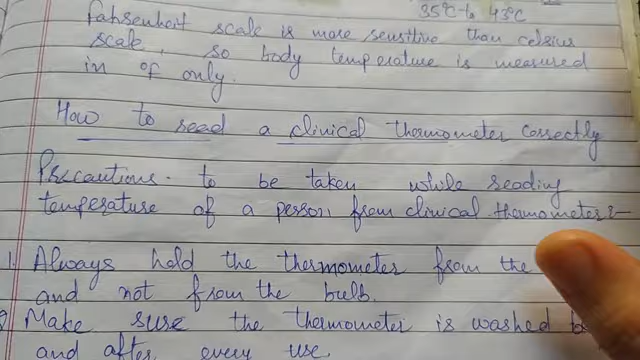 35°C to 43°C
Fahrenheit scale is more sensitive than celsius
scale, so body temperature is measured
in °F only.
How to read a clinical thermometer correctly
Precautions. to be taken while reading
temperature of a person from clinical thermometer:-
1. Always hold the thermometer from the
and not from the bulb.
Make sure the thermometer is washed
and after every use.